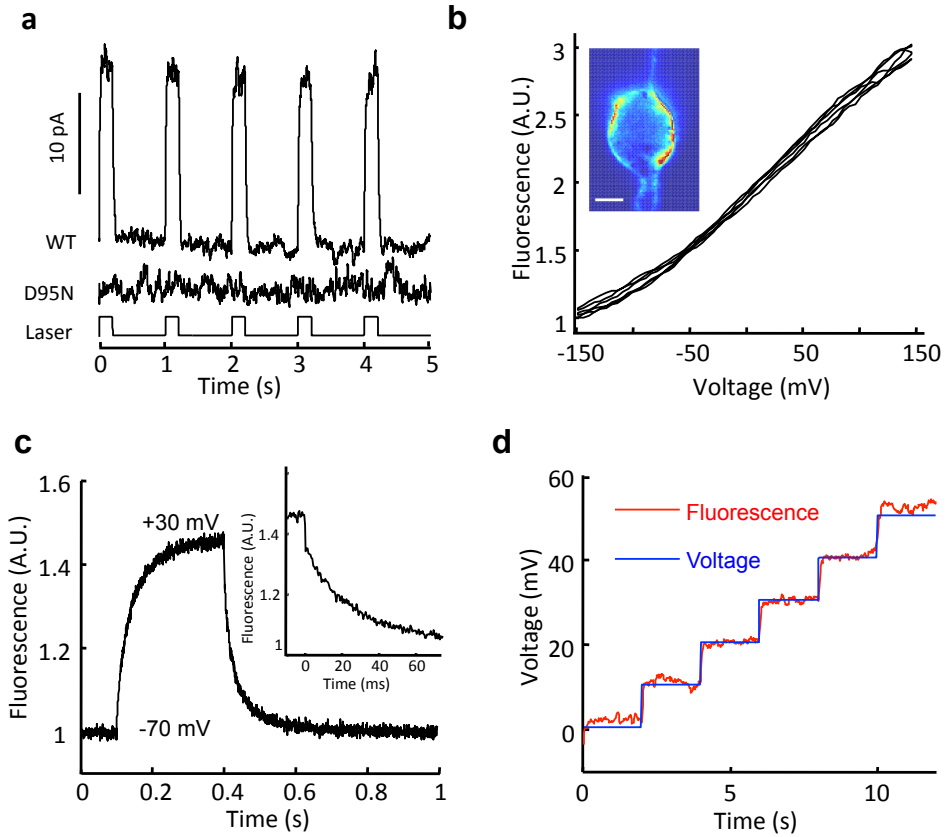 a
10 pA
WT
D95N
Laser
0 1 2 3 4 5
Time (s)
b
Fluorescence (A.U.)
3
2.5
2
1.5
1
-150 -50 50 150
Voltage (mV)
c
Fluorescence (A.U.)
1.6
1.4
1.2
1
+30 mV
-70 mV
0 0.2 0.4 0.6 0.8 1
Time (s)
Fluorescence (A.U.)
1.4
1.2
1
0 20 40 60
Time (ms)
d
Voltage (mV)
60
40
20
0
Fluorescence
Voltage
0 5 10
Time (s)